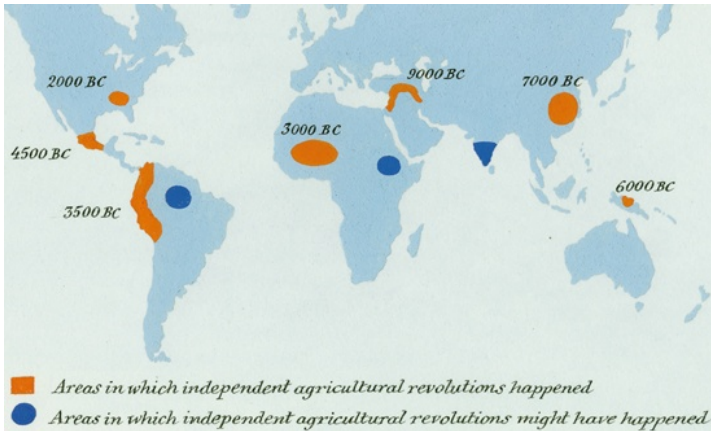 2000 BC
9000 BC
7000 BC
3000 BC
4500 BC
6000 BC
3500 BC
Areas in which independent agricultural revolutions happened
Areas in which independent agricultural revolutions might have happened